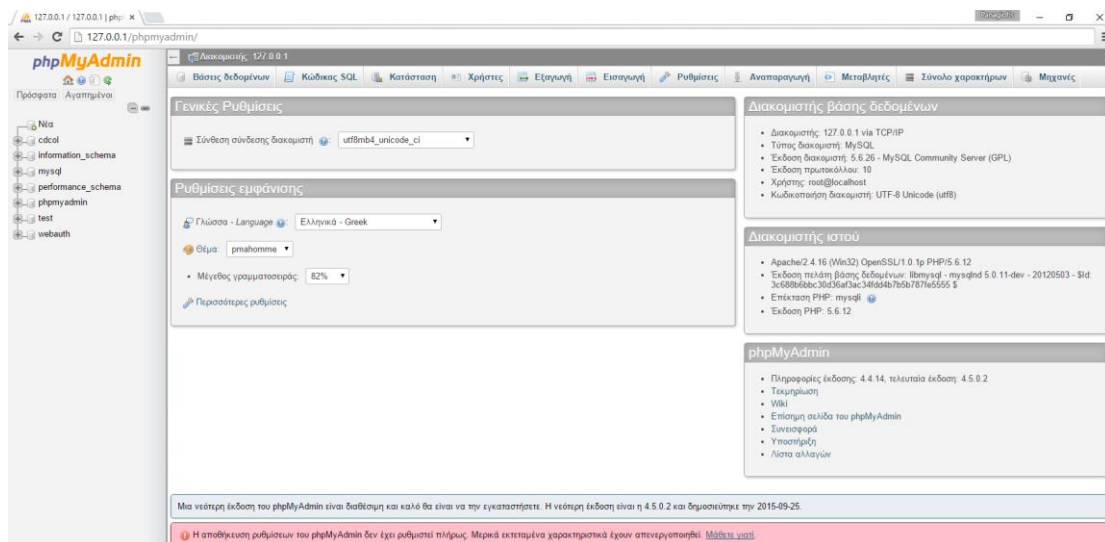 127.0.0.1 / 127.0.0.1 | php
Panagiotis
127.0.0.1/phpmyadmin/
phpMyAdmin
Πρόσφατα Αγαπημένοι
Νέα
cdcol
information_schema
mysql
performance_schema
phpmyadmin
test
webauth
Διακομιστής: 127.0.0.1
Βάσεις δεδομένων Κώδικας SQL Κατάσταση Χρήστες Εξαγωγή Εισαγωγή Ρυθμίσεις Αναπαραγωγή Μεταβλητές Σύνολο χαρακτήρων Μηχανές
Γενικές Ρυθμίσεις
Σύνθεση σύνδεσης διακομιστή : utf8mb4_unicode_ci
Ρυθμίσεις εμφάνισης
Γλώσσα - Language : Ελληνικά - Greek
Θέμα: pmahomme
• Μέγεθος γραμματοσειράς: 82%
Περισσότερες ρυθμίσεις
Διακομιστής βάσης δεδομένων
• Διακομιστής: 127.0.0.1 via TCP/IP
• Τύπος διακομιστή: MySQL
• Έκδοση διακομιστή: 5.6.26 - MySQL Community Server (GPL)
• Έκδοση πρωτοκόλλου: 10
• Χρήστης: root@localhost
• Κωδικοποίηση διακομιστή: UTF-8 Unicode (utf8)
Διακομιστής ιστού
• Apache/2.4.16 (Win32) OpenSSL/1.0.1p PHP/5.6.12
• Έκδοση πελάτη βάσης δεδομένων: libmysql - mysqlnd 5.0.11-dev - 20120503 - $Id:
3c688b6bbc30d36af3ac34fdd4b7b5b787fe5555 $
• Επέκταση PHP: mysqli
• Έκδοση PHP: 5.6.12
phpMyAdmin
• Πληροφορίες έκδοσης: 4.4.14, τελευταία έκδοση: 4.5.0.2
• Τεκμηρίωση
• Wiki
• Επίσημη σελίδα του phpMyAdmin
• Συνεισφορά
• Υποστήριξη
• Λίστα αλλαγών
Μια νεότερη έκδοση του phpMyAdmin είναι διαθέσιμη και καλό θα είναι να την εγκαταστήσετε. Η νεότερη έκδοση είναι η 4.5.0.2 και δημοσιεύτηκε την 2015-09-25.
Η αποθήκευση ρυθμίσεων του phpMyAdmin δεν έχει ρυθμιστεί πλήρως. Μερικά εκτεταμένα χαρακτηριστικά έχουν απενεργοποιηθεί. Μάθετε γιατί.